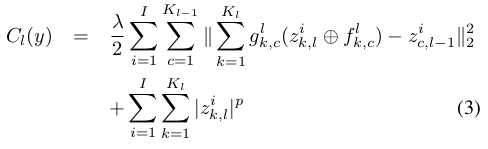 $C_l(y) = \frac{\lambda}{2} \sum_{i=1}^{I} \sum_{c=1}^{K_{l-1}} \| \sum_{k=1}^{K_l} g_{k,c}^l (z_{k,l}^i \oplus f_{k,c}^l) - z_{c,l-1}^i \|_2^2$
$+ \sum_{i=1}^{I} \sum_{k=1}^{K_l} |z_{k,l}^i|^p \quad (3)$